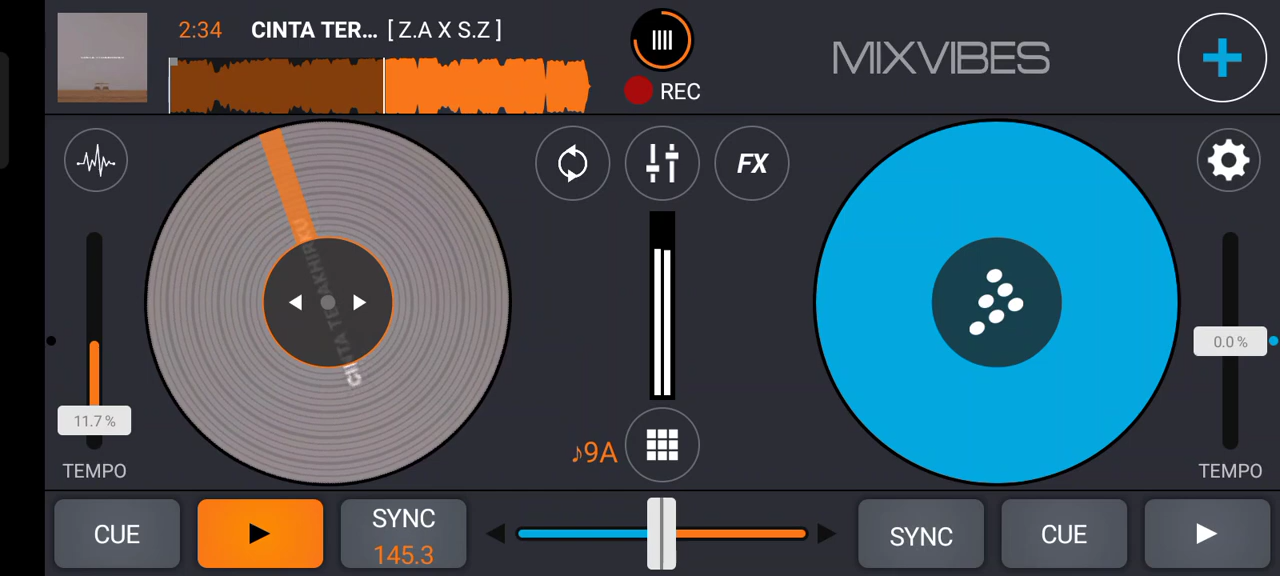 2:34 CINTA TER... [ Z.A X S.Z ]
MIXVIBES
REC
FX
CINTA TERAKHIRKU
11.7 %
0.0 %
♪9A
TEMPO
TEMPO
CUE
SYNC
145.3
SYNC
CUE